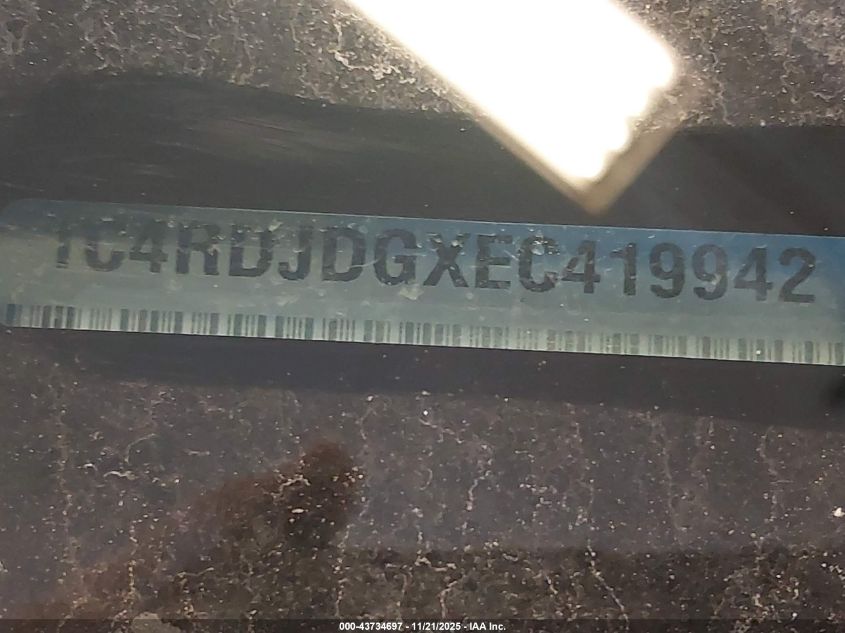 1C4RDJDGXEC419942
000-43734697 - 11/21/2025 - IAA Inc.